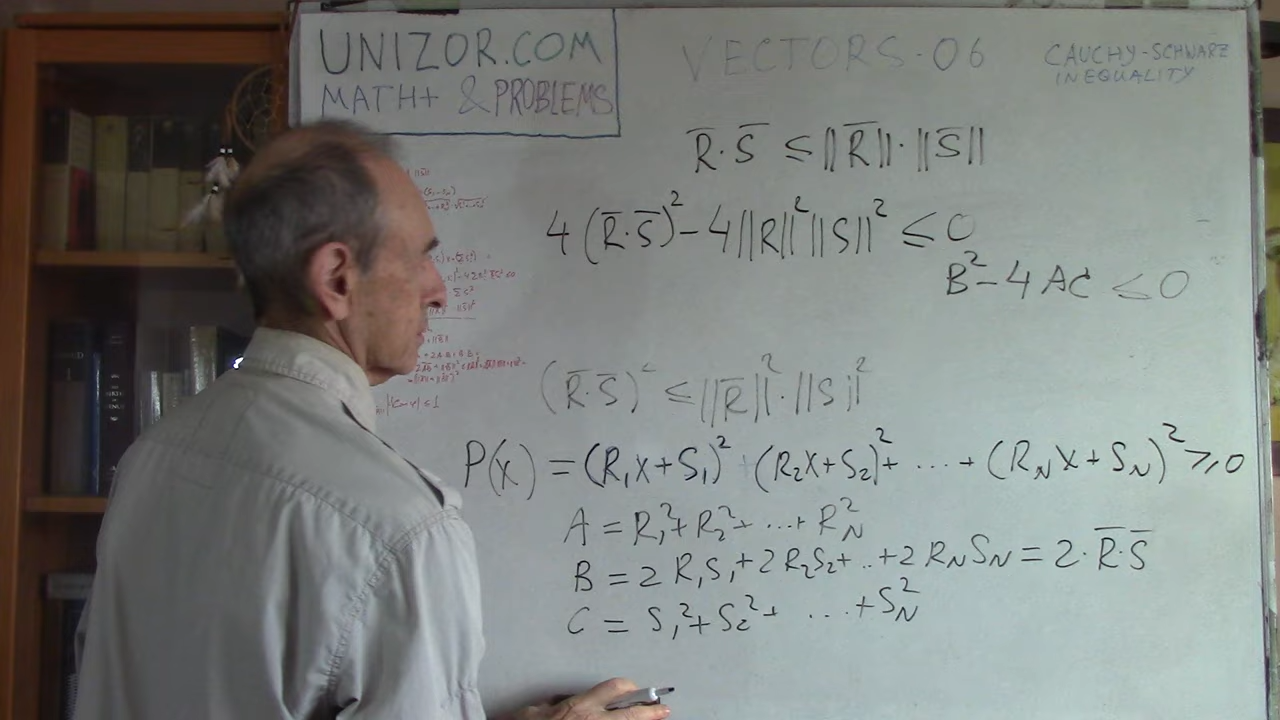 UNIZOR.COM
MATH+ & PROBLEMS
VECTORS-06
CAUCHY-SCHWARZ
INEQUALITY
R̅·S̅ ≤ ||R̅||·||S̅||
4(R̅·S̅)² - 4||R||²||S||² ≤ 0
B² - 4AC ≤ 0
(R̅·S̅)² ≤ ||R̅||²·||S||²
P(x) = (R₁x+S₁)² + (R₂x+S₂)² + ... + (R_N x+S_N)² ≥ 0
A = R₁² + R₂² + ... + R_N²
B = 2R₁S₁ + 2R₂S₂ + .. + 2R_N S_N = 2·R̅·S̅
C = S₁² + S₂² + ... + S_N²